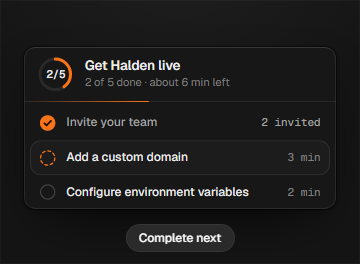 2/5
Get Halden live
2 of 5 done · about 6 min left
Invite your team 2 invited
Add a custom domain 3 min
Configure environment variables 2 min
Complete next